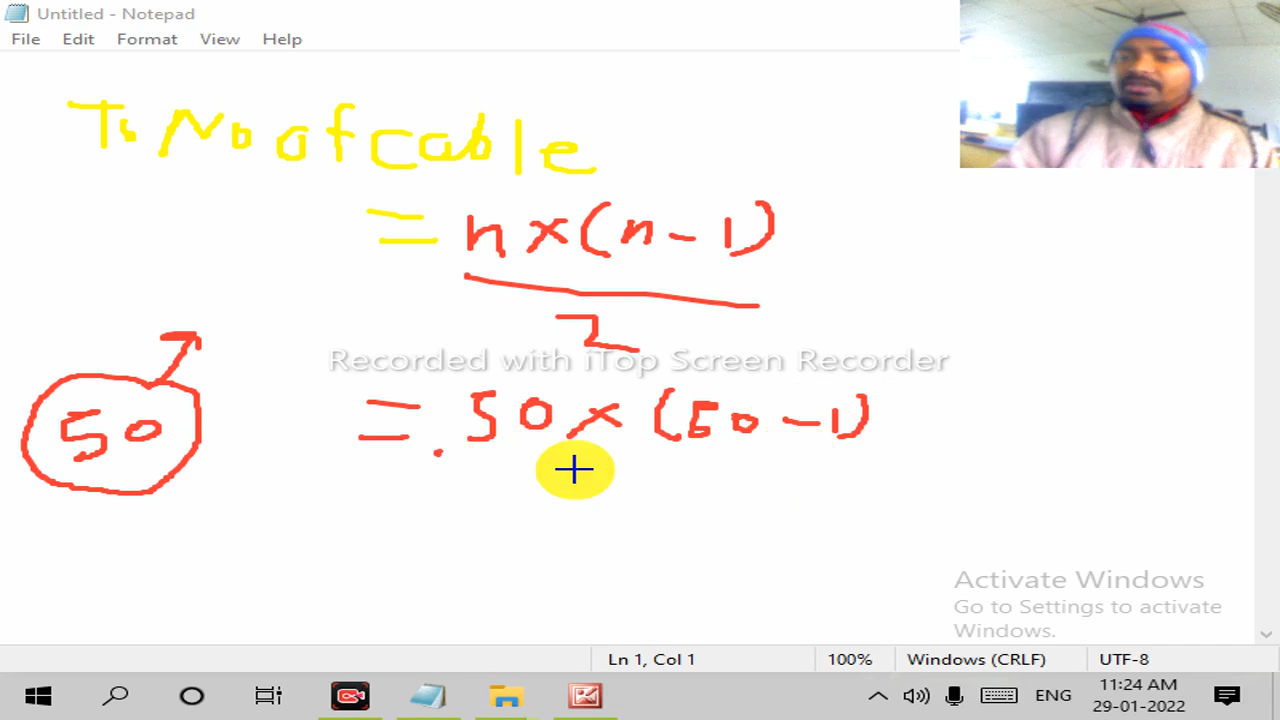 Untitled - Notepad
File Edit Format View Help
T. No of cable
= n×(n-1)
2
Recorded with iTop Screen Recorder
50
=. 50× (50-1)
Activate Windows
Go to Settings to activate
Windows.
Ln 1, Col 1 100% Windows (CRLF) UTF-8
ENG 11:24 AM
29-01-2022